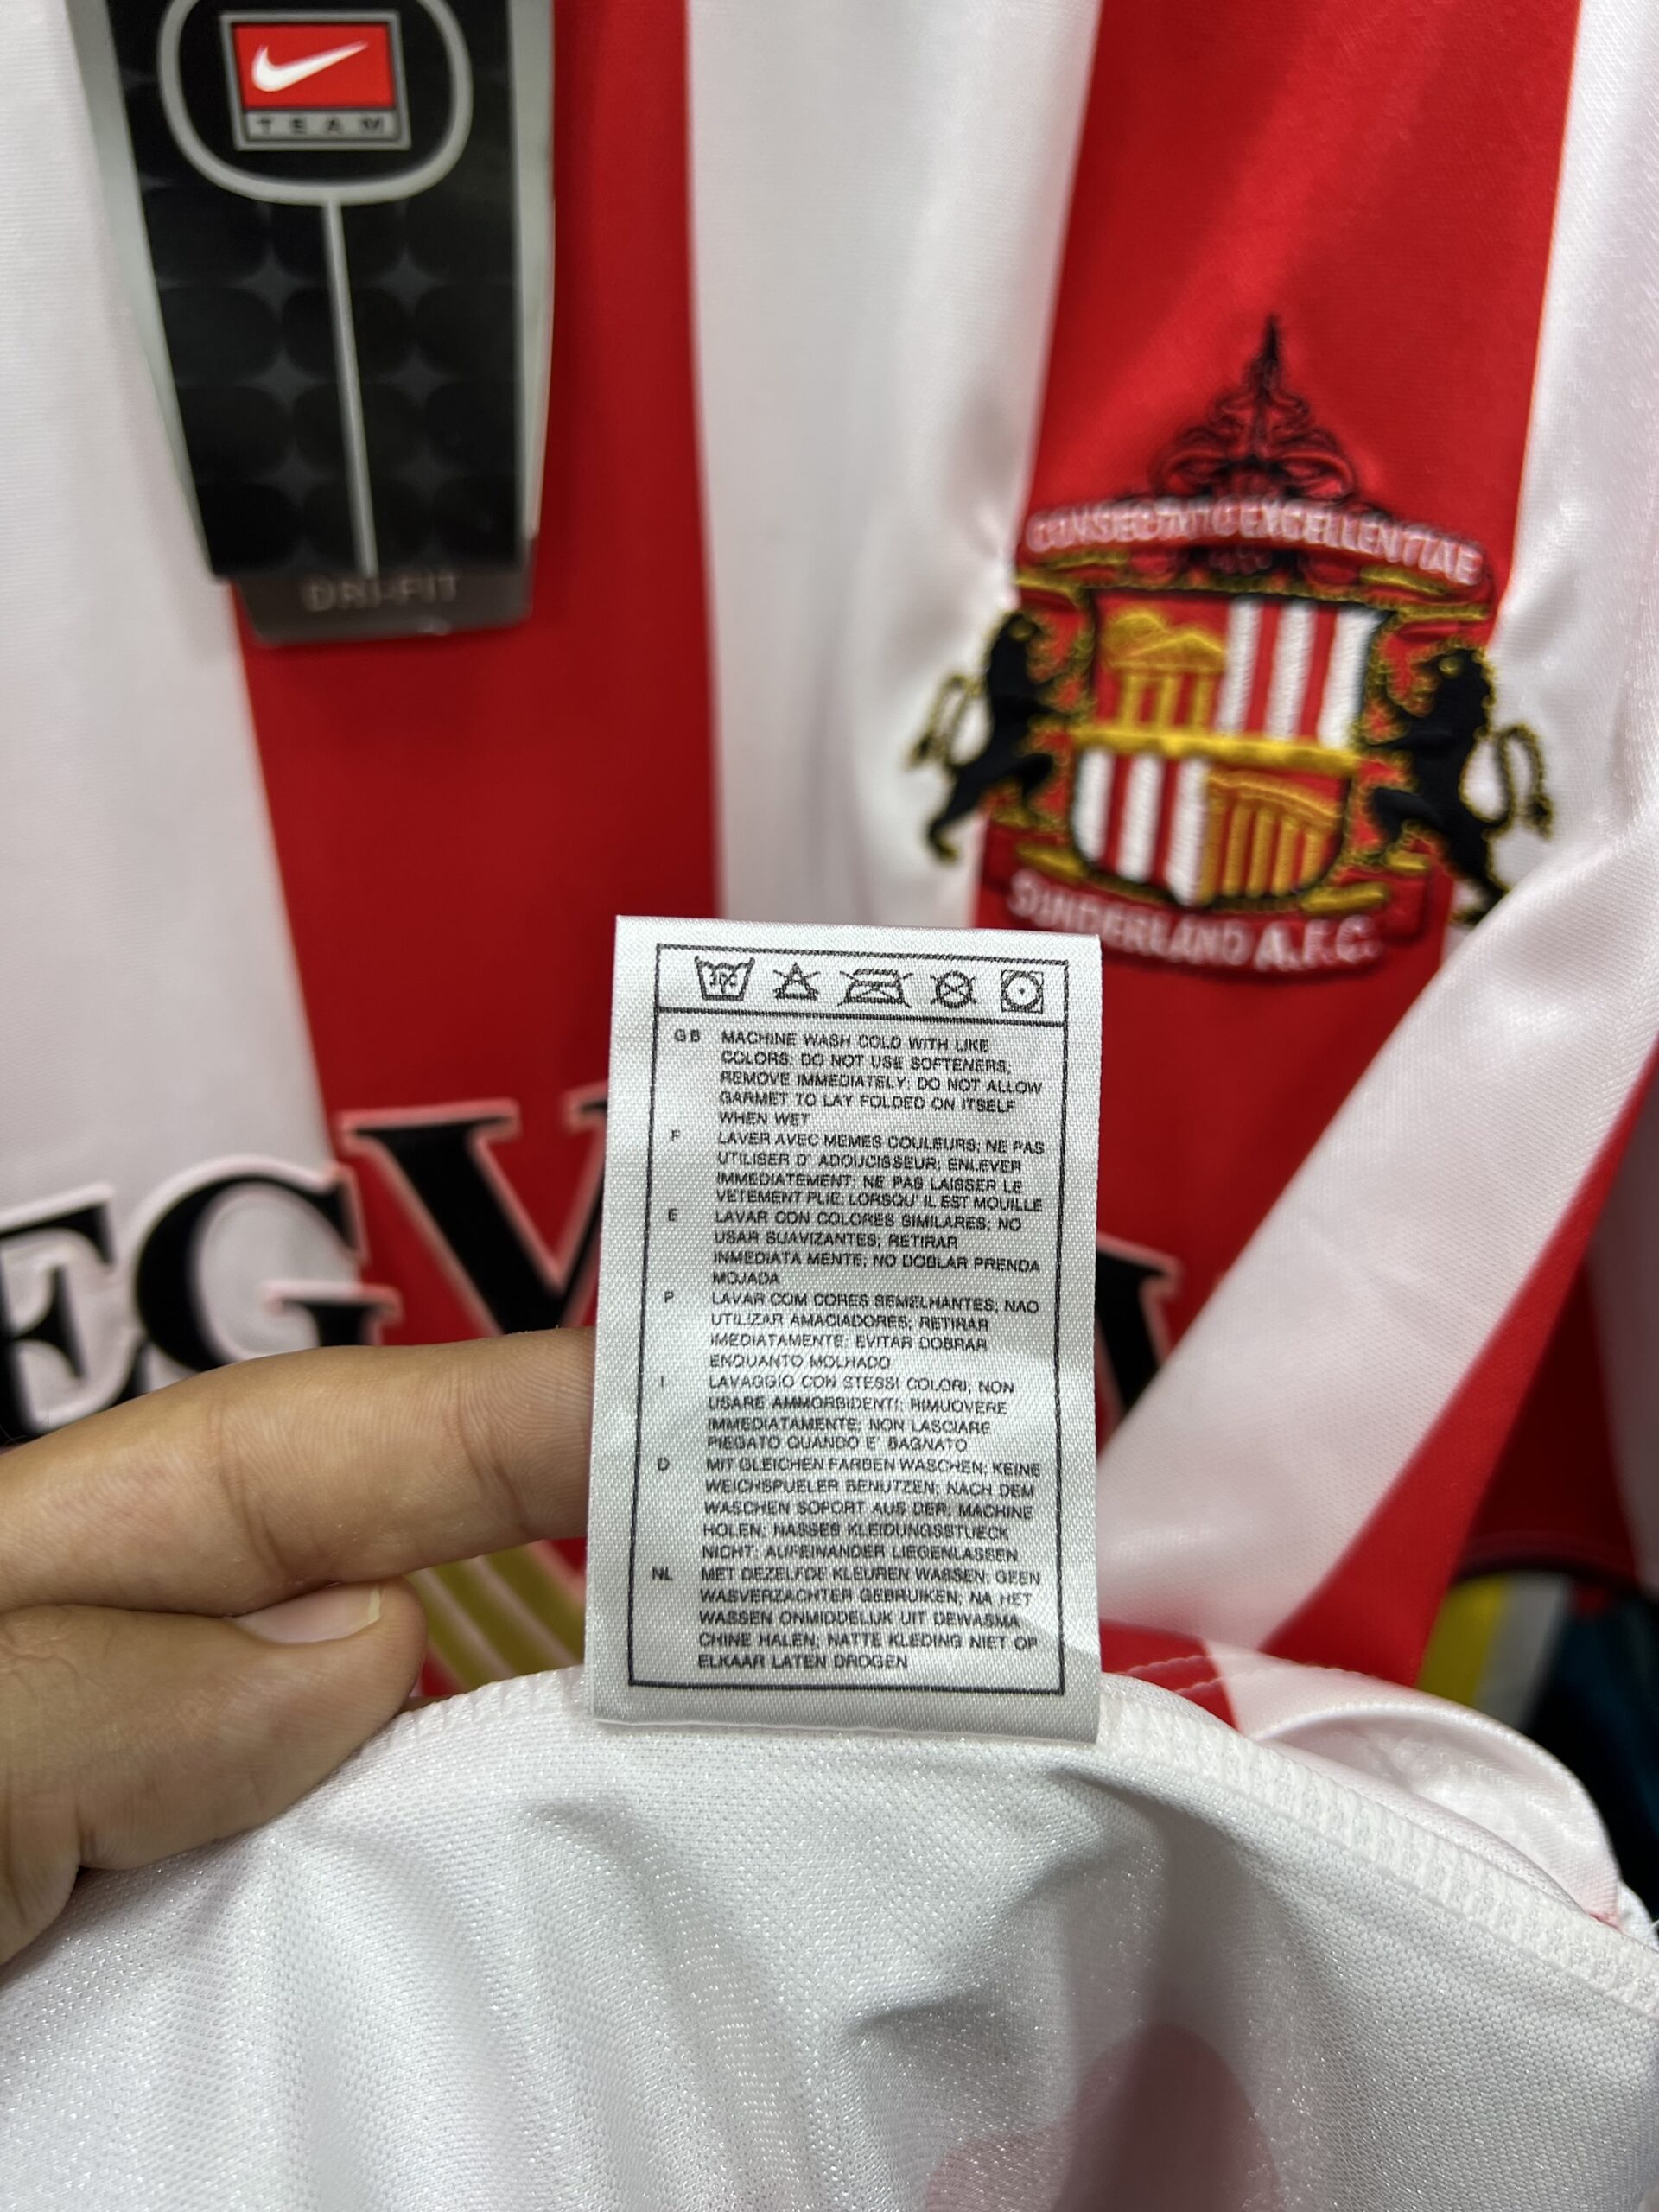 TEAM
DRI-FIT
CONSECTATIO EXCELLENTIAE
SUNDERLAND A.F.C.
EGV
GB MACHINE WASH COLD WITH LIKE
COLORS; DO NOT USE SOFTENERS;
REMOVE IMMEDIATELY; DO NOT ALLOW
GARMET TO LAY FOLDED ON ITSELF
WHEN WET
F LAVER AVEC MEMES COULEURS; NE PAS
UTILISER D' ADOUCISSEUR; ENLEVER
IMMEDIATEMENT; NE PAS LAISSER LE
VETEMENT PLIE; LORSQU' IL EST MOUILLE
E LAVAR CON COLORES SIMILARES; NO
USAR SUAVIZANTES; RETIRAR
INMEDIATA MENTE; NO DOBLAR PRENDA
MOJADA
P LAVAR COM CORES SEMELHANTES; NAO
UTILIZAR AMACIADORES; RETIRAR
IMEDIATAMENTE; EVITAR DOBRAR
ENQUANTO MOLHADO
I LAVAGGIO CON STESSI COLORI; NON
USARE AMMORBIDENTI; RIMUOVERE
IMMEDIATAMENTE; NON LASCIARE
PIEGATO QUANDO E' BAGNATO
D MIT GLEICHEN FARBEN WASCHEN; KEINE
WEICHSPUELER BENUTZEN; NACH DEM
WASCHEN SOFORT AUS DER; MACHINE
HOLEN; NASSES KLEIDUNGSSTUECK
NICHT; AUFEINANDER LIEGENLASSEN
NL MET DEZELFDE KLEUREN WASSEN; GEEN
WASVERZACHTER GEBRUIKEN; NA HET
WASSEN ONMIDDELIJK UIT DEWASMA
CHINE HALEN; NATTE KLEDING NIET OP
ELKAAR LATEN DROGEN